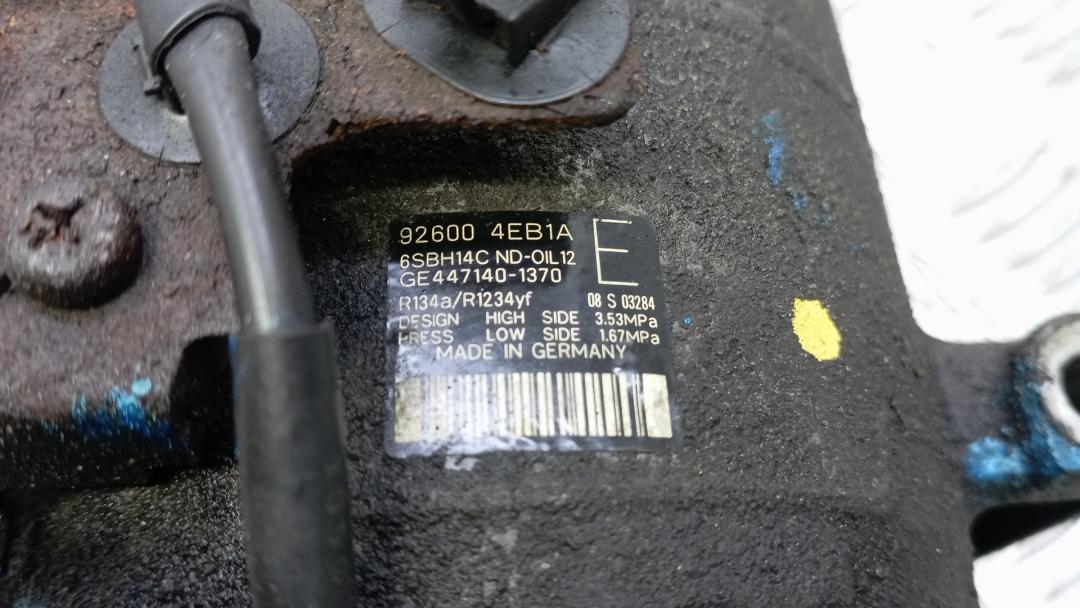 92600 4EB1A E
6SBH14C ND-OIL12
GE447140-1370
R134a/R1234yf 08 S 03284
DESIGN HIGH SIDE 3.53MPa
PRESS LOW SIDE 1.67MPa
MADE IN GERMANY